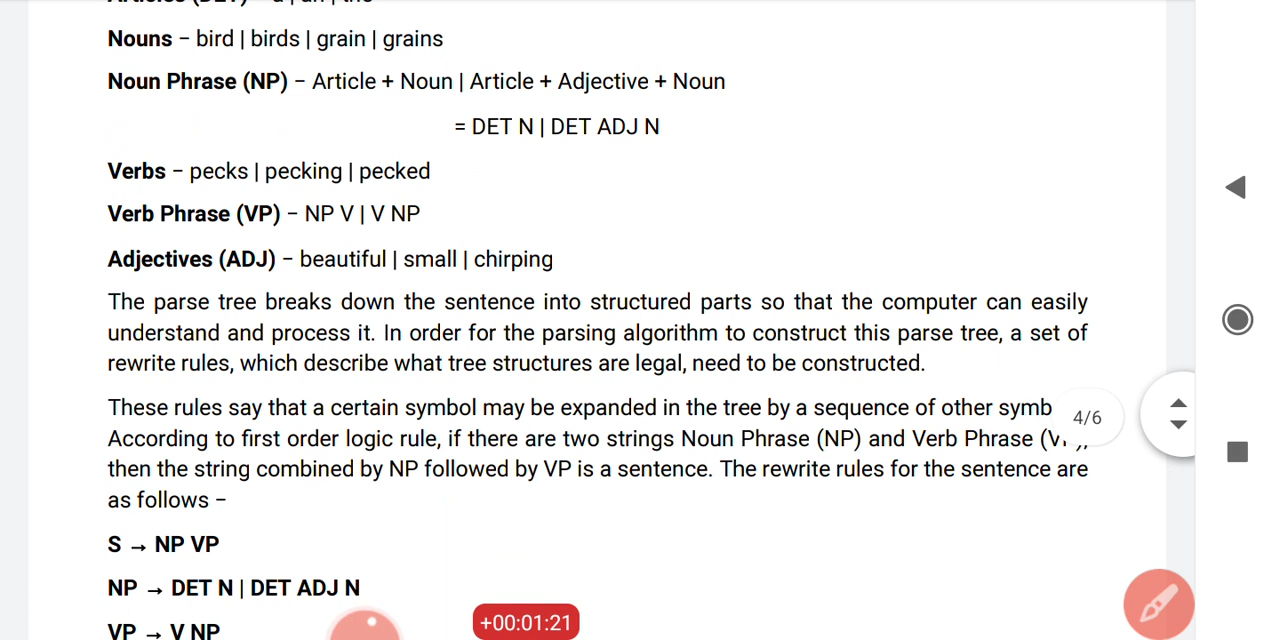 Articles (DET) − a | an | the
Nouns − bird | birds | grain | grains
Noun Phrase (NP) − Article + Noun | Article + Adjective + Noun
= DET N | DET ADJ N
Verbs − pecks | pecking | pecked
Verb Phrase (VP) − NP V | V NP
Adjectives (ADJ) − beautiful | small | chirping
The parse tree breaks down the sentence into structured parts so that the computer can easily
understand and process it. In order for the parsing algorithm to construct this parse tree, a set of
rewrite rules, which describe what tree structures are legal, need to be constructed.
These rules say that a certain symbol may be expanded in the tree by a sequence of other symb
According to first order logic rule, if there are two strings Noun Phrase (NP) and Verb Phrase (VP),
then the string combined by NP followed by VP is a sentence. The rewrite rules for the sentence are
as follows −
S → NP VP
NP → DET N | DET ADJ N
VP → V NP
4/6
+00:01:21